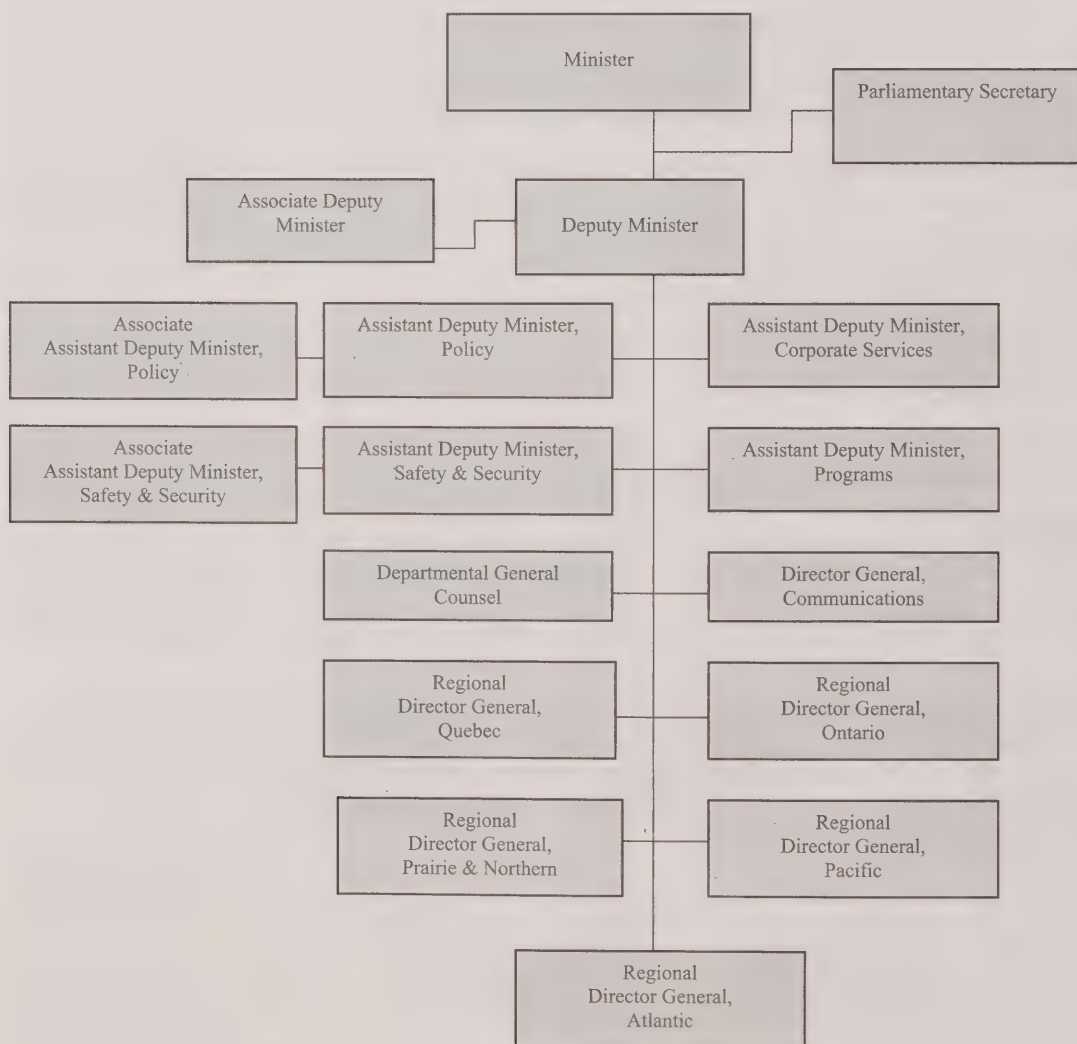 Minister
Parliamentary Secretary
Associate Deputy
Minister
Deputy Minister
Associate
Assistant Deputy Minister,
Policy
Assistant Deputy Minister,
Policy
Assistant Deputy Minister,
Corporate Services
Associate
Assistant Deputy Minister,
Safety & Security
Assistant Deputy Minister,
Safety & Security
Assistant Deputy Minister,
Programs
Departmental General
Counsel
Director General,
Communications
Regional
Director General,
Quebec
Regional
Director General,
Ontario
Regional
Director General,
Prairie & Northern
Regional
Director General,
Pacific
Regional
Director General,
Atlantic